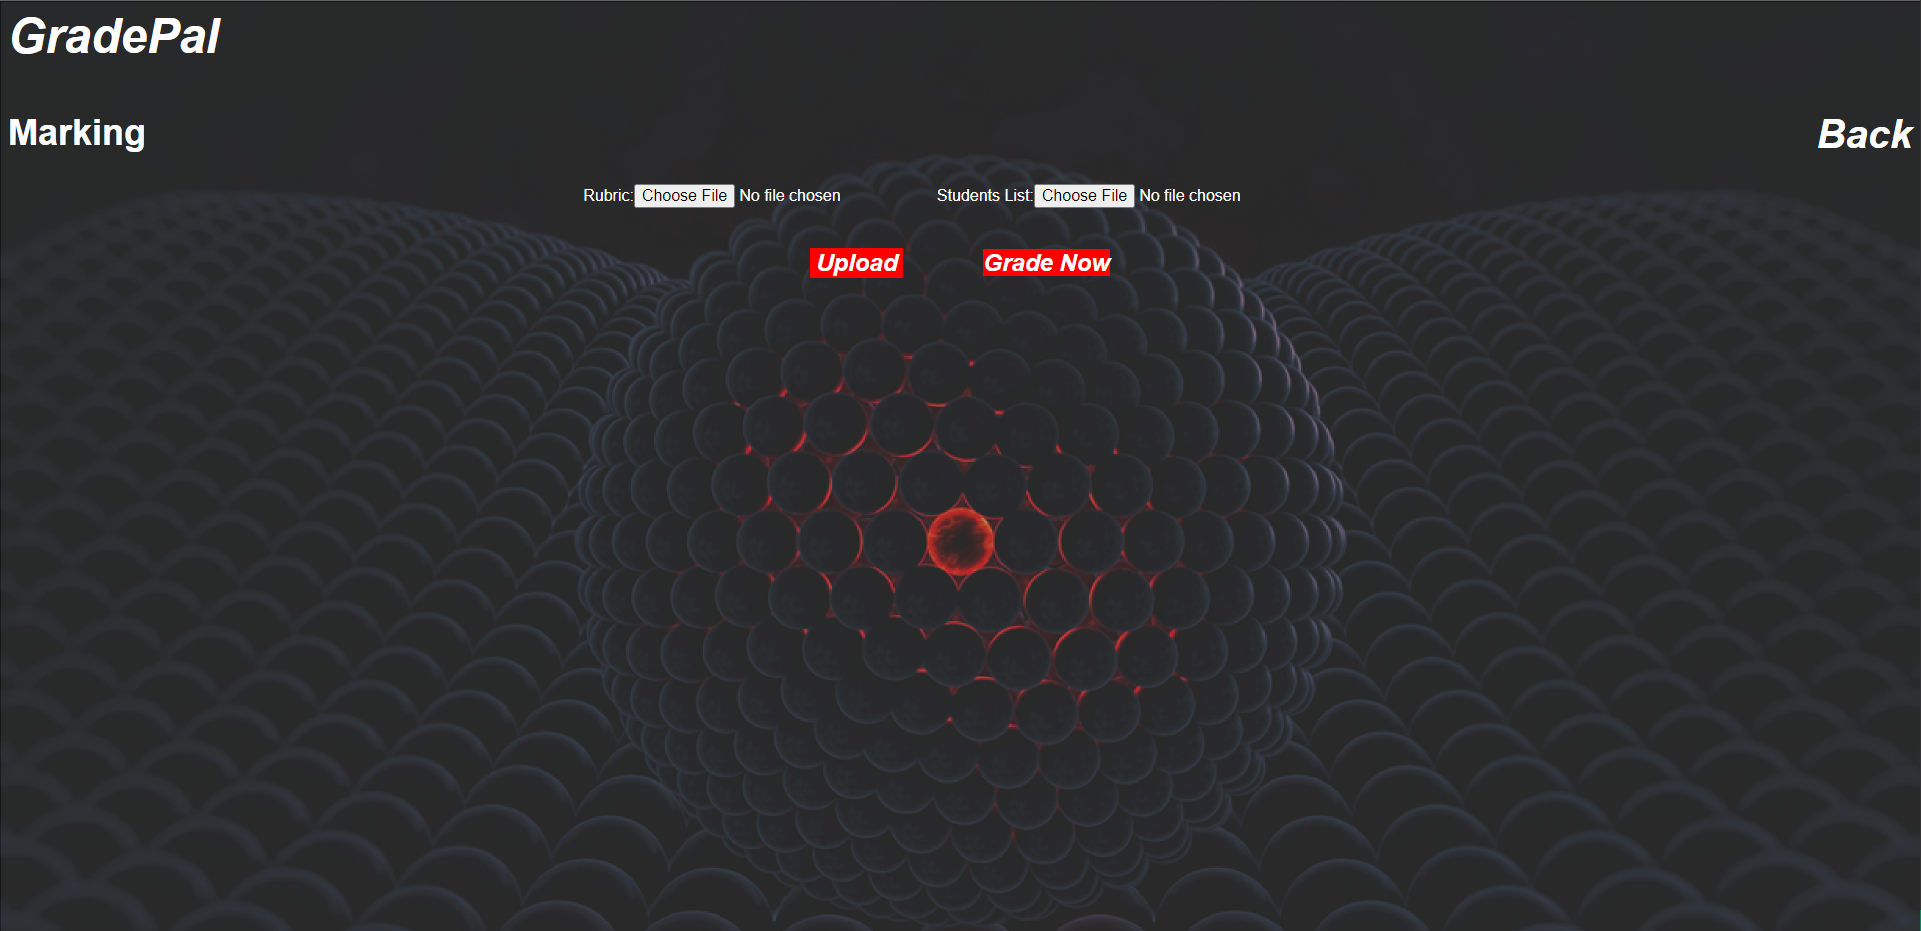 GradePal
Marking
Back
Rubric: Choose File No file chosen
Students List: Choose File No file chosen
Upload
Grade Now